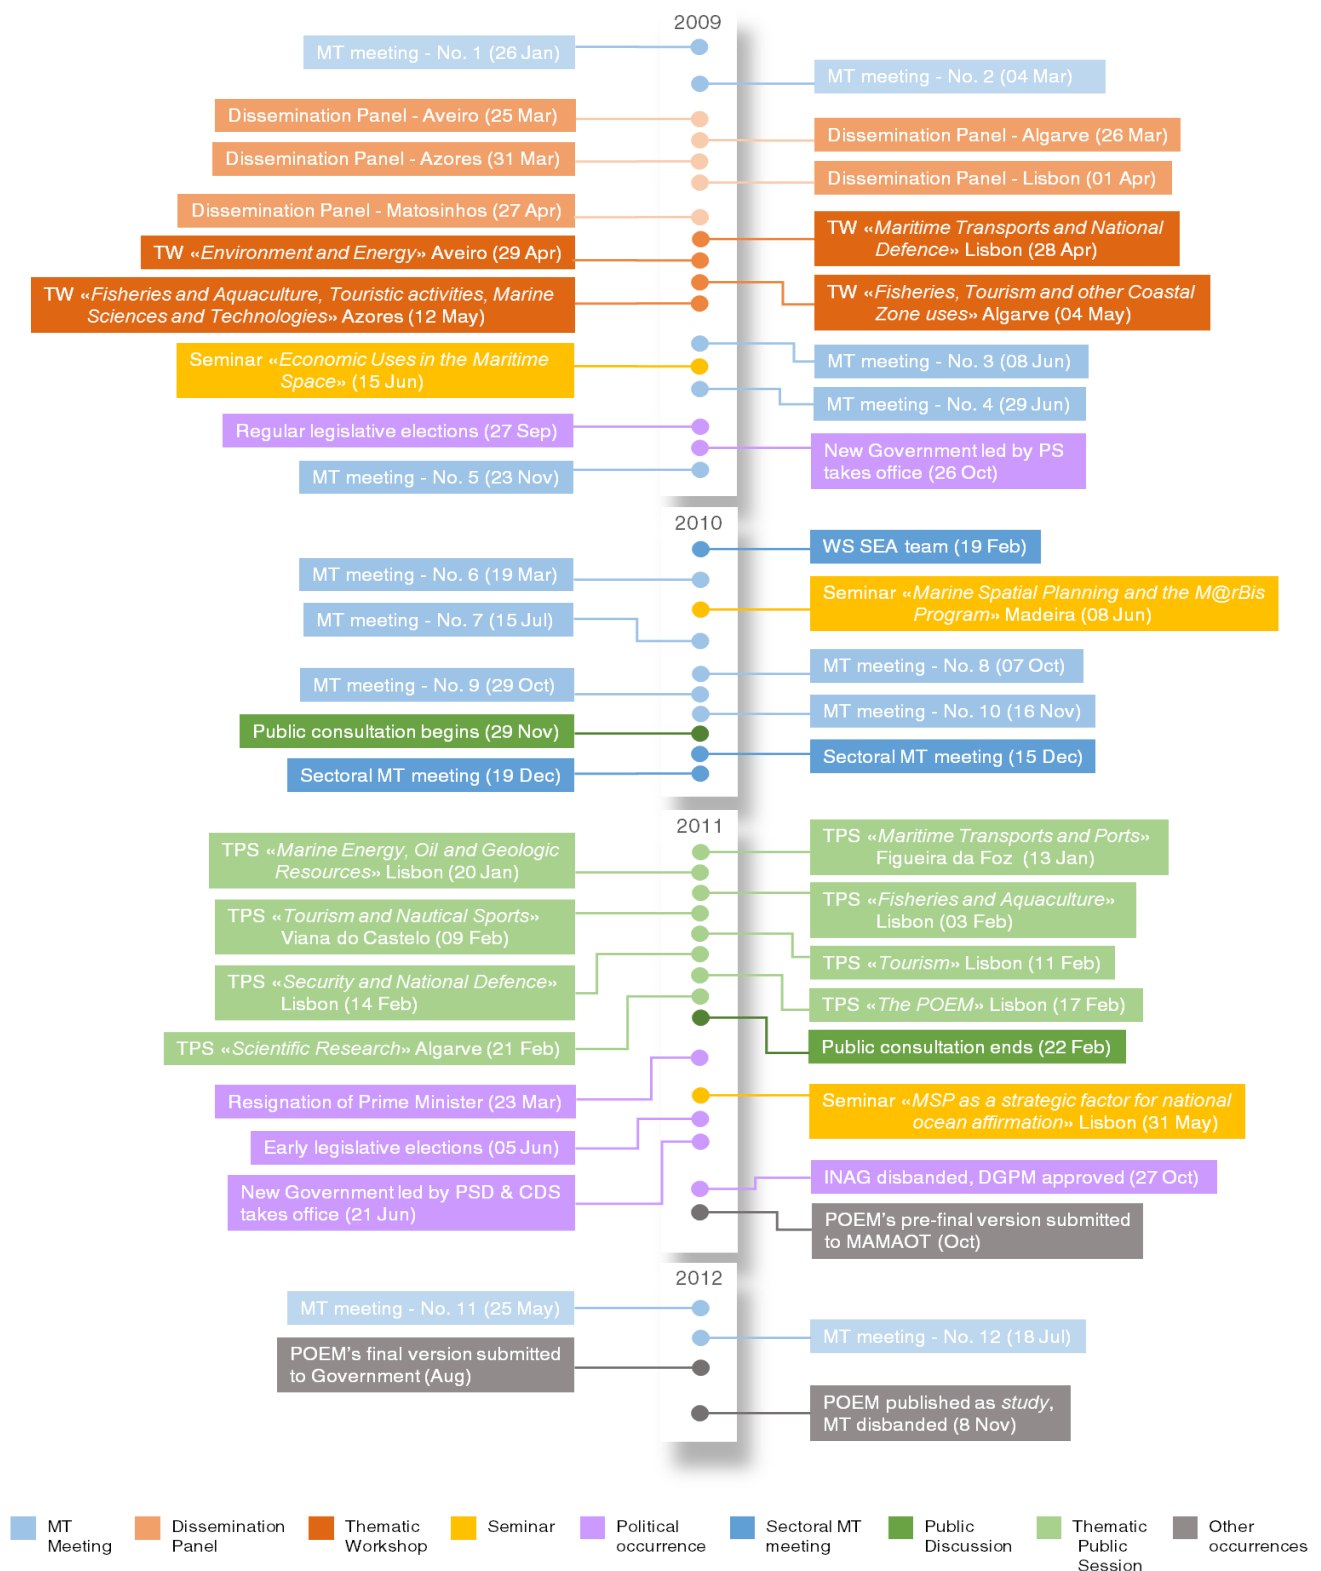 2009
MT meeting - No. 1 (26 Jan)
MT meeting - No. 2 (04 Mar)
Dissemination Panel - Aveiro (25 Mar)
Dissemination Panel - Algarve (26 Mar)
Dissemination Panel - Azores (31 Mar)
Dissemination Panel - Lisbon (01 Apr)
Dissemination Panel - Matosinhos (27 Apr)
TW «Maritime Transports and National
Defence» Lisbon (28 Apr)
TW «Environment and Energy» Aveiro (29 Apr)
TW «Fisheries, Tourism and other Coastal
Zone uses» Algarve (04 May)
TW «Fisheries and Aquaculture, Touristic activities, Marine
Sciences and Technologies» Azores (12 May)
MT meeting - No. 3 (08 Jun)
Seminar «Economic Uses in the Maritime
Space» (15 Jun)
MT meeting - No. 4 (29 Jun)
Regular legislative elections (27 Sep)
New Government led by PS
takes office (26 Oct)
MT meeting - No. 5 (23 Nov)
2010
WS SEA team (19 Feb)
MT meeting - No. 6 (19 Mar)
Seminar «Marine Spatial Planning and the M@rBis
Program» Madeira (08 Jun)
MT meeting - No. 7 (15 Jul)
MT meeting - No. 8 (07 Oct)
MT meeting - No. 9 (29 Oct)
MT meeting - No. 10 (16 Nov)
Public consultation begins (29 Nov)
Sectoral MT meeting (15 Dec)
Sectoral MT meeting (19 Dec)
2011
TPS «Maritime Transports and Ports»
Figueira da Foz (13 Jan)
TPS «Marine Energy, Oil and Geologic
Resources» Lisbon (20 Jan)
TPS «Fisheries and Aquaculture»
Lisbon (03 Feb)
TPS «Tourism and Nautical Sports»
Viana do Castelo (09 Feb)
TPS «Tourism» Lisbon (11 Feb)
TPS «Security and National Defence»
Lisbon (14 Feb)
TPS «The POEM» Lisbon (17 Feb)
TPS «Scientific Research» Algarve (21 Feb)
Public consultation ends (22 Feb)
Resignation of Prime Minister (23 Mar)
Seminar «MSP as a strategic factor for national
ocean affirmation» Lisbon (31 May)
Early legislative elections (05 Jun)
New Government led by PSD & CDS
takes office (21 Jun)
INAG disbanded, DGPM approved (27 Oct)
POEM's pre-final version submitted
to MAMAOT (Oct)
2012
MT meeting - No. 11 (25 May)
MT meeting - No. 12 (18 Jul)
POEM's final version submitted
to Government (Aug)
POEM published as study,
MT disbanded (8 Nov)
MT
Meeting
Dissemination
Panel
Thematic
Workshop
Seminar
Political
occurrence
Sectoral MT
meeting
Public
Discussion
Thematic
Public
Session
Other
occurrences